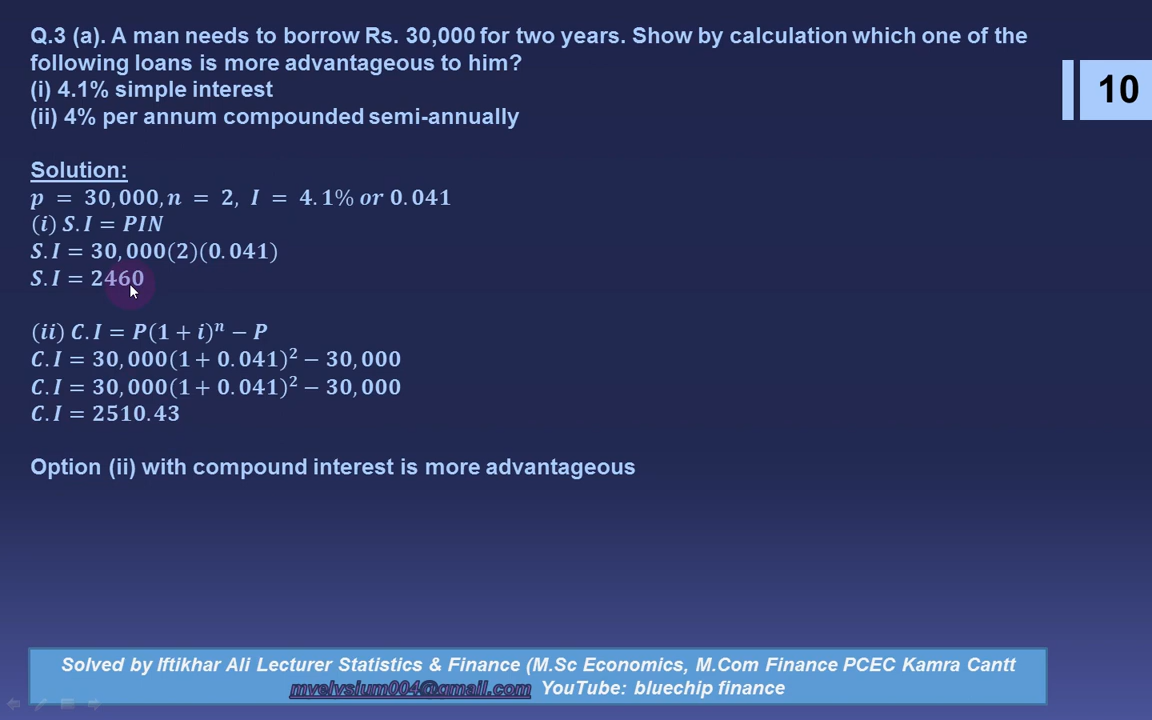 Q.3 (a). A man needs to borrow Rs. 30,000 for two years. Show by calculation which one of the
following loans is more advantageous to him?
(i) 4.1% simple interest
(ii) 4% per annum compounded semi-annually
10
Solution:
p = 30,000, n = 2, I = 4.1% or 0.041
(i) S.I = PIN
S.I = 30,000(2)(0.041)
S.I = 2460
(ii) C.I = P(1 + i)ⁿ − P
C.I = 30,000(1 + 0.041)² − 30,000
C.I = 30,000(1 + 0.041)² − 30,000
C.I = 2510.43
Option (ii) with compound interest is more advantageous
Solved by Iftikhar Ali Lecturer Statistics & Finance (M.Sc Economics, M.Com Finance PCEC Kamra Cantt
myelysium004@gmail.com YouTube: bluechip finance